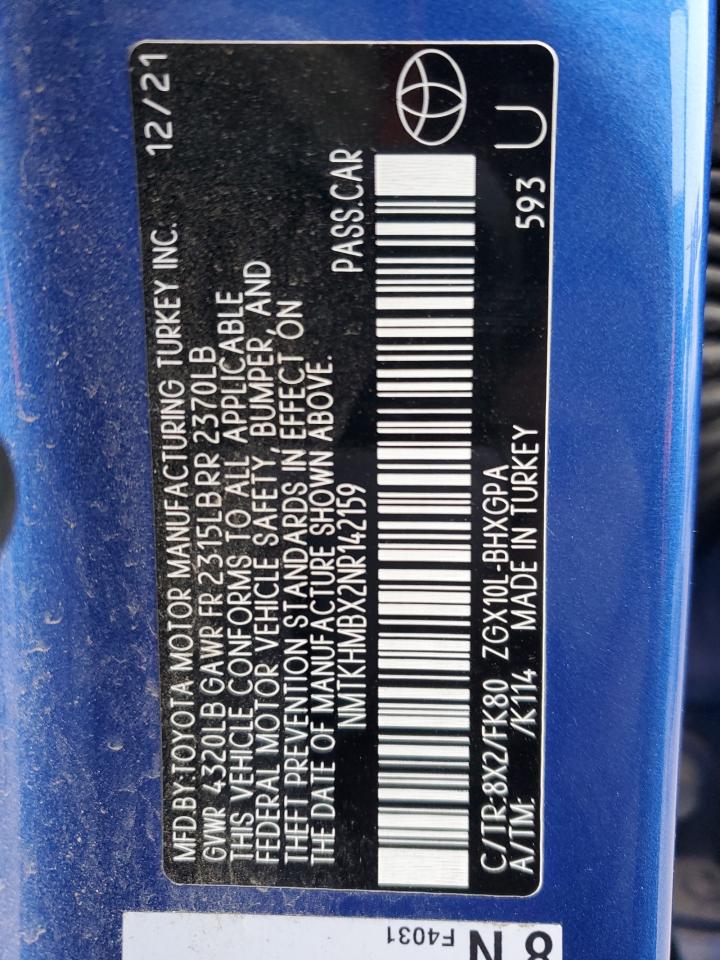 MFD.BY:TOYOTA MOTOR MANUFACTURING TURKEY INC. 12/21
GVWR 4320LB GAWR FR 2315LB RR 2370LB
THIS VEHICLE CONFORMS TO ALL APPLICABLE
FEDERAL MOTOR VEHICLE SAFETY, BUMPER, AND
THEFT PREVENTION STANDARDS IN EFFECT ON
THE DATE OF MANUFACTURE SHOWN ABOVE.
NMTKHMBX2NR142159 PASS.CAR
C/TR:8X2/FK80 ZGX10L-BHXGPA 593 U
A/TM: /K114 MADE IN TURKEY
F4031
8 N